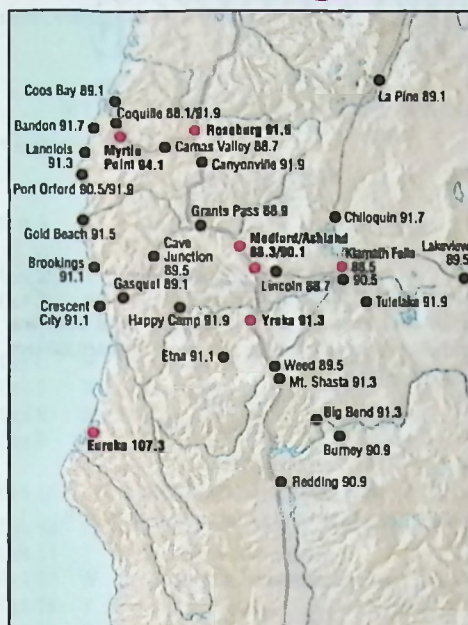 Coos Bay 89.1
La Pine 89.1
Coquille 88.1/91.9
Bandon 91.7
Roseburg 91.5
Myrtle
Point 94.1
Camas Valley 88.7
Langlois
91.3
Canyonville 91.9
Port Orford 90.5/91.9
Grants Pass 88.9
Chiloquin 91.7
Gold Beach 91.5
Medford/Ashland
88.3/90.1
Cave
Junction
89.5
Klamath Falls
88.5
90.5
Lakeview
89.5
Brookings
91.1
Lincoln 88.7
Gasquet 89.1
Tulelake 91.9
Crescent
City 91.1
Happy Camp 91.9
Yreka 91.3
Etna 91.1
Weed 89.5
Mt. Shasta 91.3
Big Bend 91.3
Burney 90.9
Eureka 107.3
Redding 90.9